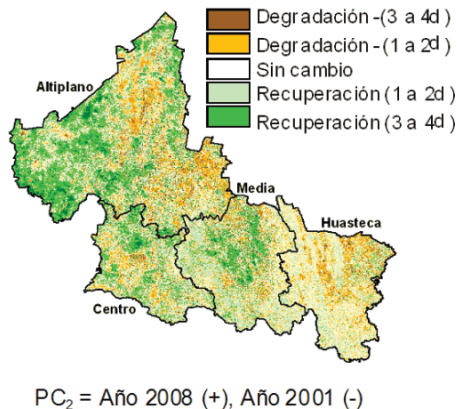 Degradación -(3 a 4d )
Degradación -(1 a 2d )
Sin cambio
Recuperación (1 a 2d )
Recuperación (3 a 4d )
Altiplano
Media
Huasteca
Centro
PC₂ = Año 2008 (+), Año 2001 (-)